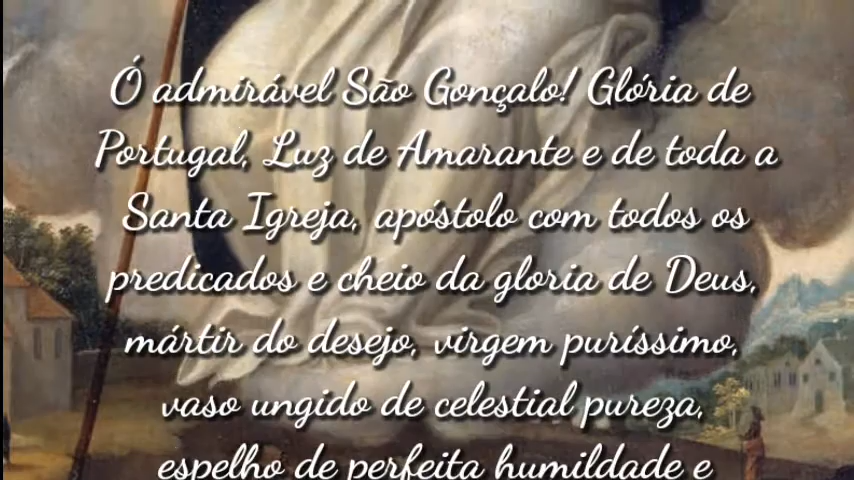 Ó admirável São Gonçalo! Glória de
Portugal, Luz de Amarante e de toda a
Santa Igreja, apóstolo com todos os
predicados e cheio da gloria de Deus,
mártir do desejo, virgem puríssimo,
vaso ungido de celestial pureza,
espelho de perfeita humildade e